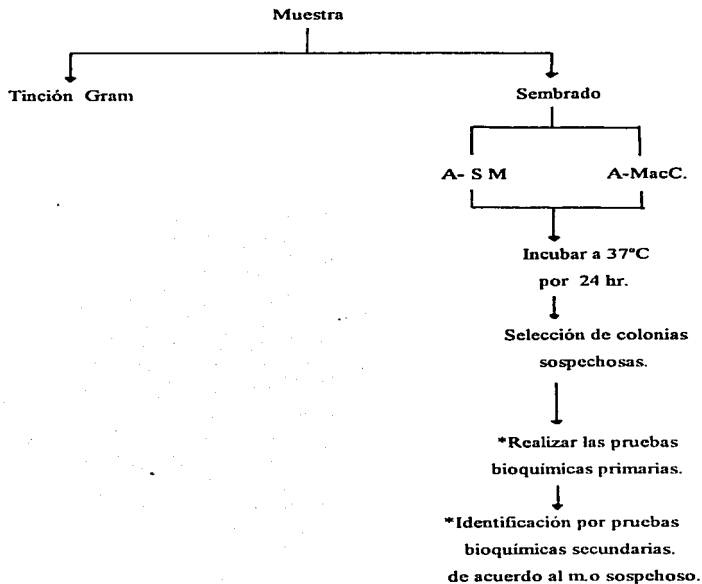 Muestra
Tinción Gram
Sembrado
A- S M
A-MacC.
Incubar a 37°C
por 24 hr.
Selección de colonias
sospechosas.
*Realizar las pruebas
bioquímicas primarias.
*Identificación por pruebas
bioquímicas secundarias.
de acuerdo al m.o sospehoso.